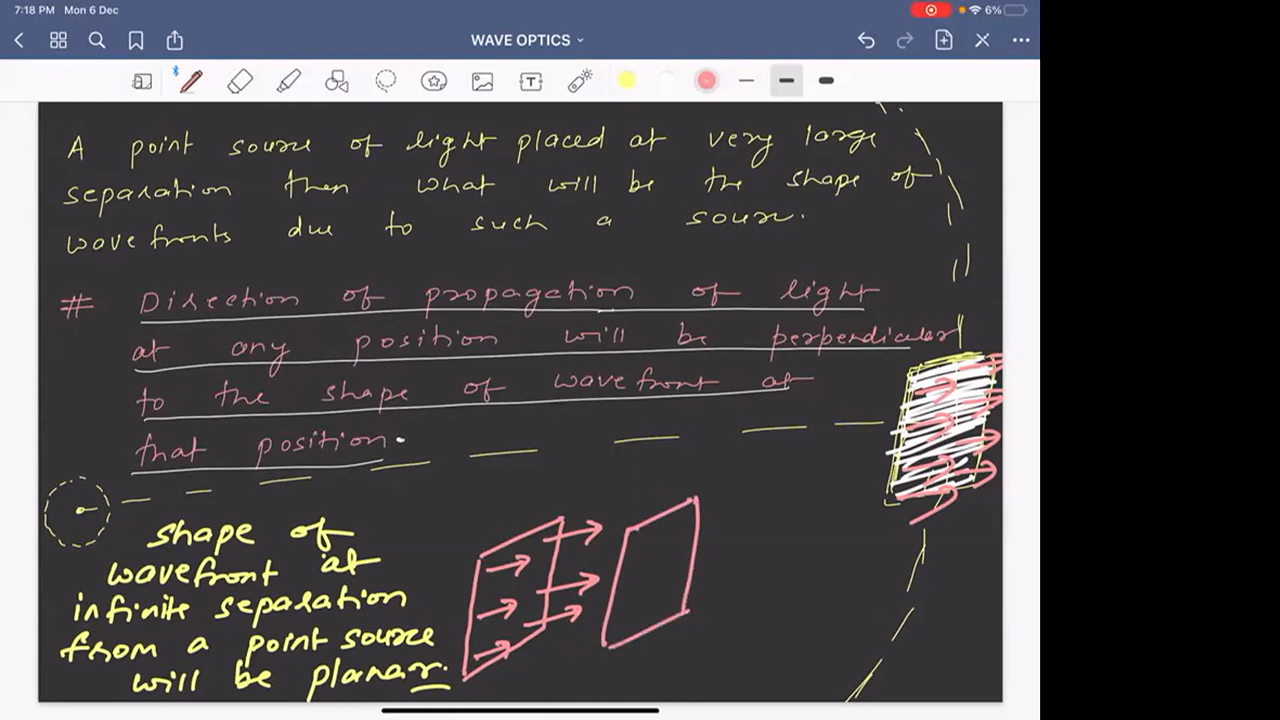 7:18 PM Mon 6 Dec
6%
WAVE OPTICS
A point source of light placed at very large
separation then what will be the shape of
wavefronts due to such a sourc.
# Direction of propagation of light
at any position will be perpendicular
to the shape of wavefront at
that position.
shape of
wavefront at
infinite separation
from a point source
will be planar.